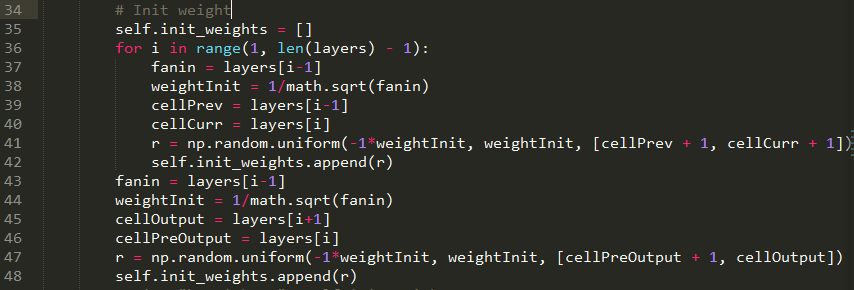 34 # Init weight
35 self.init_weights = []
36 for i in range(1, len(layers) - 1):
37 fanin = layers[i-1]
38 weightInit = 1/math.sqrt(fanin)
39 cellPrev = layers[i-1]
40 cellCurr = layers[i]
41 r = np.random.uniform(-1*weightInit, weightInit, [cellPrev + 1, cellCurr + 1])
42 self.init_weights.append(r)
43 fanin = layers[i-1]
44 weightInit = 1/math.sqrt(fanin)
45 cellOutput = layers[i+1]
46 cellPreOutput = layers[i]
47 r = np.random.uniform(-1*weightInit, weightInit, [cellPreOutput + 1, cellOutput])
48 self.init_weights.append(r)